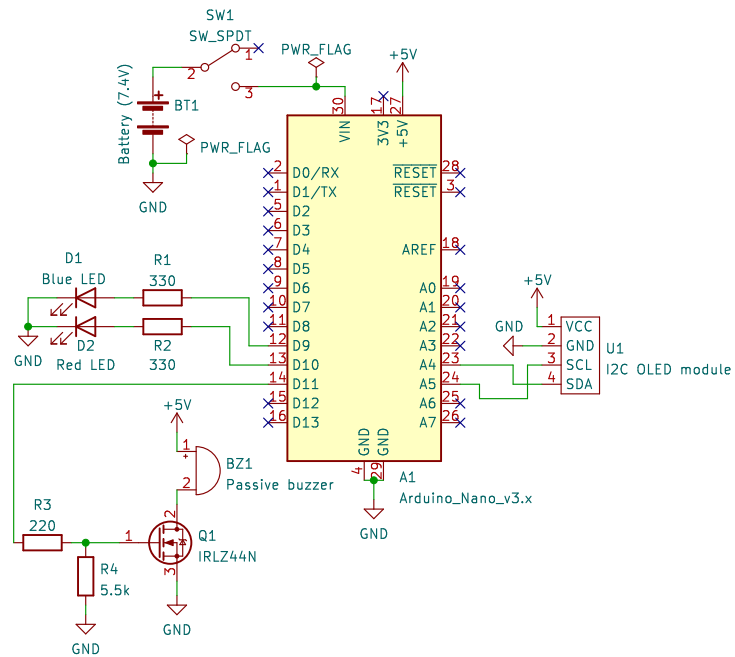 SW1
SW_SPDT
1
2
3
PWR_FLAG
+5V
Battery (7.4V)
+
BT1
PWR_FLAG
GND
30
17
27
VIN
3V3
+5V
2 D0/RX
1 D1/TX
5 D2
6 D3
7 D4
8 D5
9 D6
10 D7
11 D8
12 D9
13 D10
14 D11
15 D12
16 D13
RESET 28
RESET 3
AREF 18
A0 19
A1 20
A2 21
A3 22
A4 23
A5 24
A6 25
A7 26
GND
GND
4
29
A1
Arduino_Nano_v3.x
GND
D1
Blue LED
R1
330
D2
Red LED
R2
330
GND
+5V
GND
1 VCC
2 GND
3 SCL
4 SDA
U1
I2C OLED module
+5V
1
+
2
BZ1
Passive buzzer
R3
220
1
2
3
Q1
IRLZ44N
R4
5.5k
GND
GND